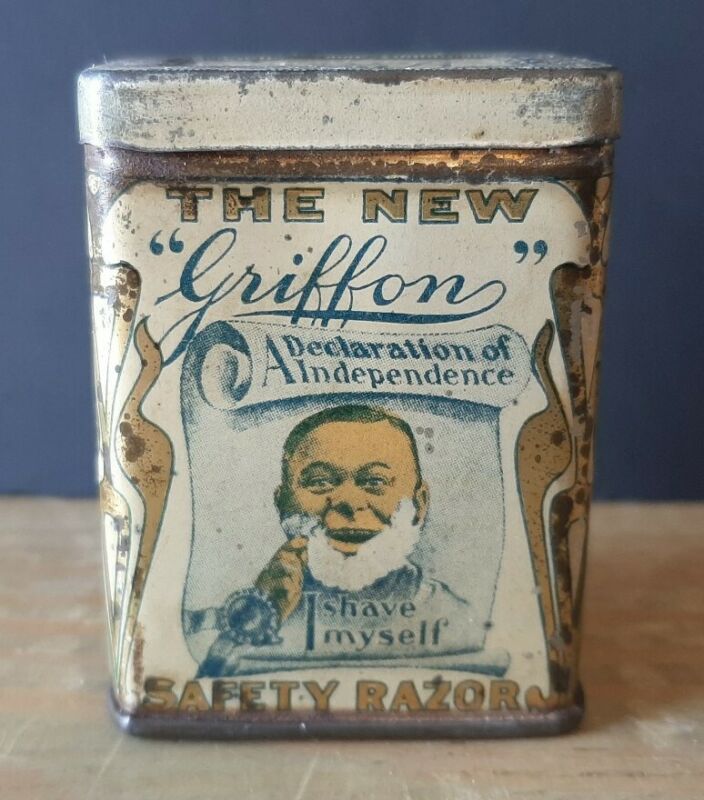 THE NEW
"Griffon"
A Declaration of
Independence
I shave
myself
SAFETY RAZOR